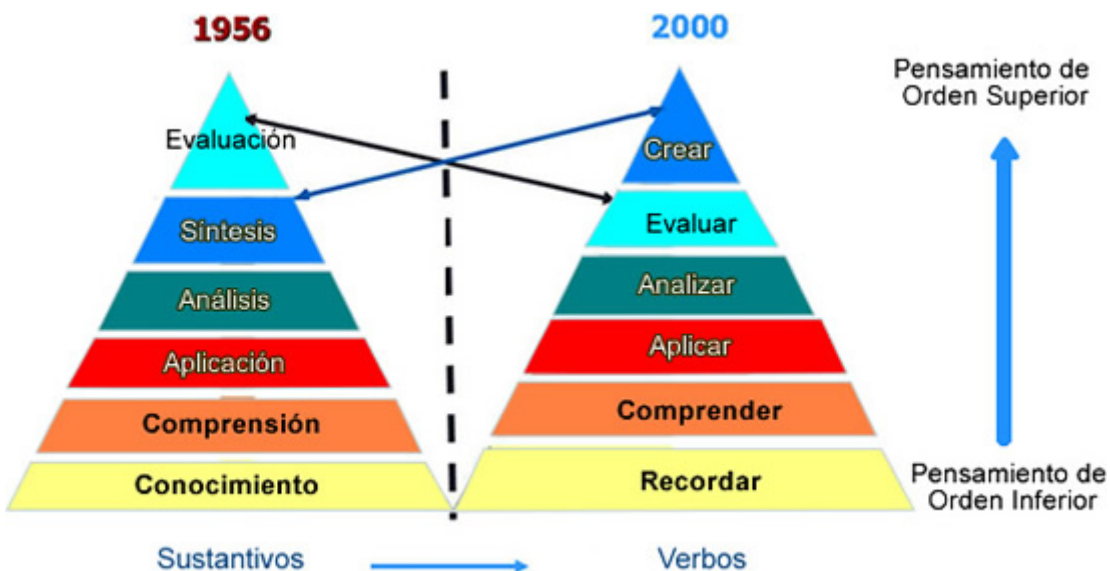 1956
2000
Evaluación
Síntesis
Análisis
Aplicación
Comprensión
Conocimiento
Crear
Evaluar
Analizar
Aplicar
Comprender
Recordar
Pensamiento de
Orden Superior
Pensamiento de
Orden Inferior
Sustantivos
Verbos